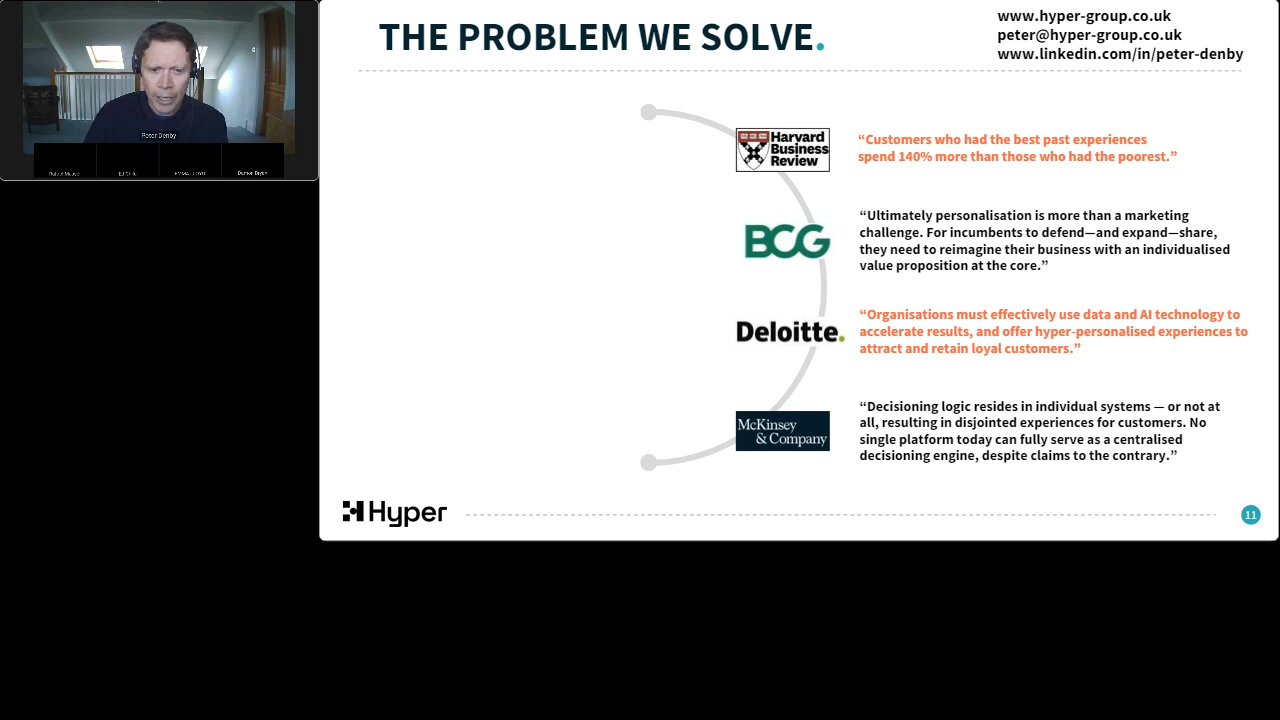 THE PROBLEM WE SOLVE.
www.hyper-group.co.uk
peter@hyper-group.co.uk
www.linkedin.com/in/peter-denby
Peter Denby
Damon Bryan
Harvard
Business
Review
“Customers who had the best past experiences
spend 140% more than those who had the poorest.”
BCG
“Ultimately personalisation is more than a marketing
challenge. For incumbents to defend—and expand—share,
they need to reimagine their business with an individualised
value proposition at the core.”
Deloitte.
“Organisations must effectively use data and AI technology to
accelerate results, and offer hyper-personalised experiences to
attract and retain loyal customers.”
McKinsey
& Company
“Decisioning logic resides in individual systems — or not at
all, resulting in disjointed experiences for customers. No
single platform today can fully serve as a centralised
decisioning engine, despite claims to the contrary.”
Hyper
11